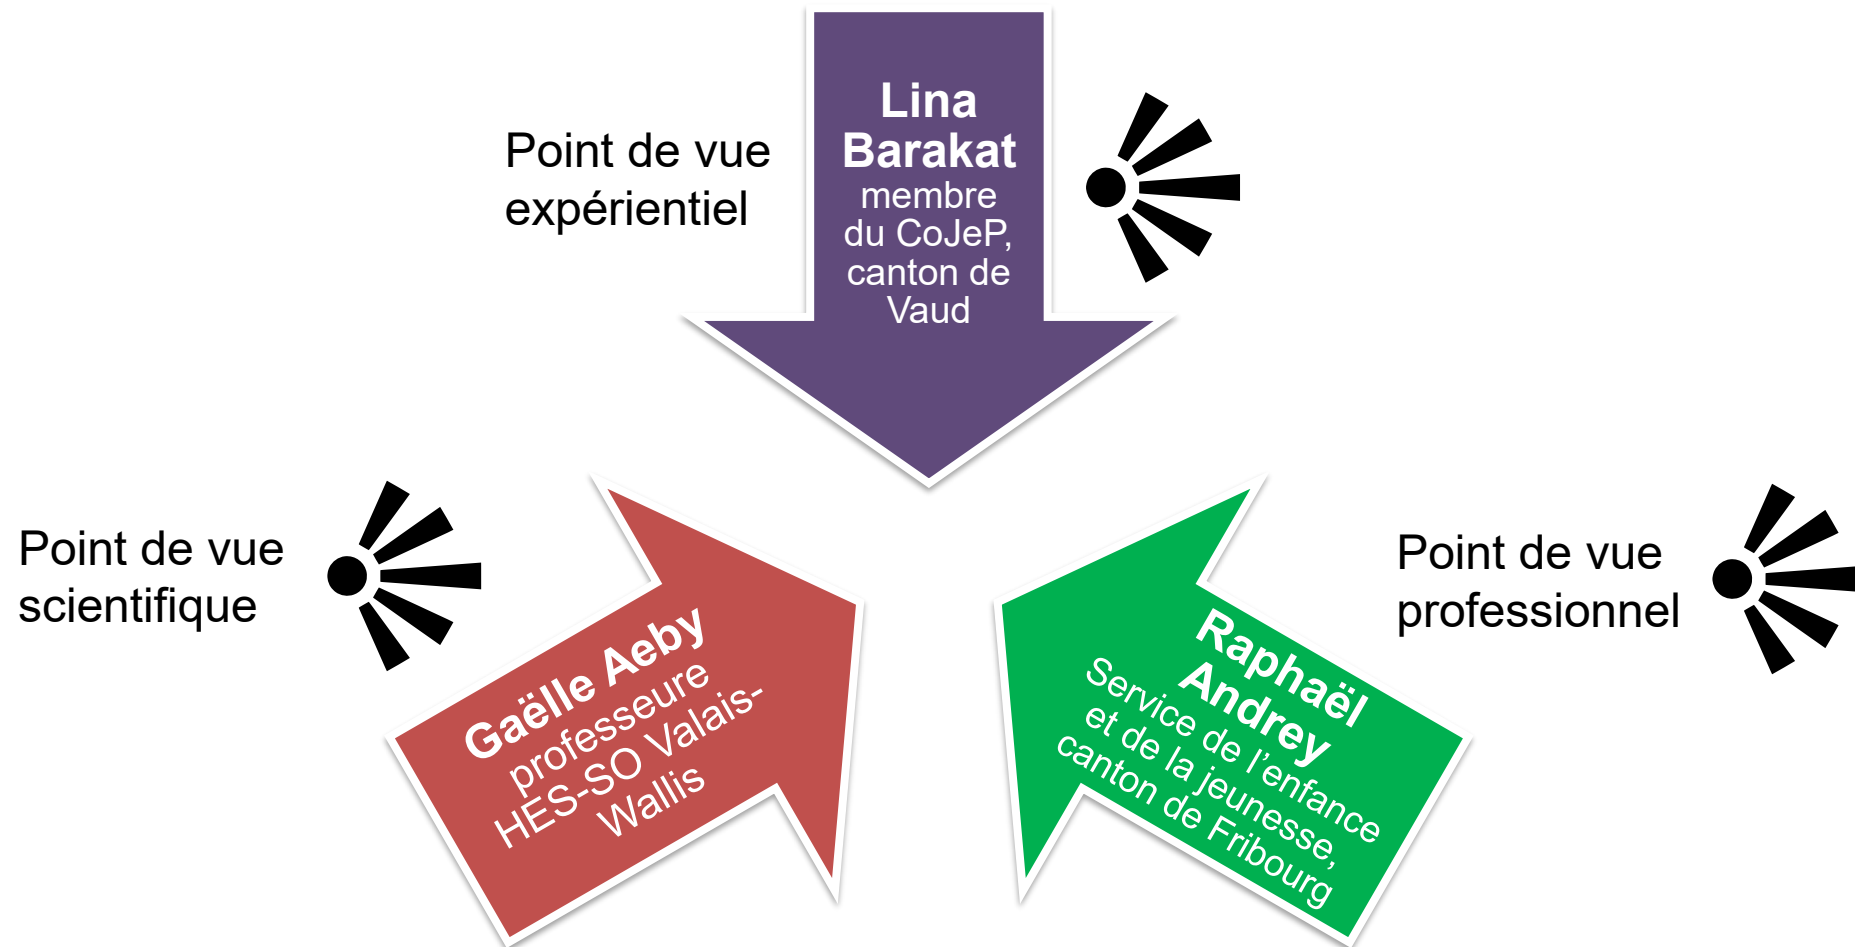 Point de vue
expérientiel
Lina
Barakat
membre
du CoJeP,
canton de
Vaud
Point de vue
scientifique
Gaëlle Aeby
professeure
HES-SO Valais-
Wallis
Raphaël
Andrey
Service de l’enfance
et de la jeunesse,
canton de Fribourg
Point de vue
professionnel